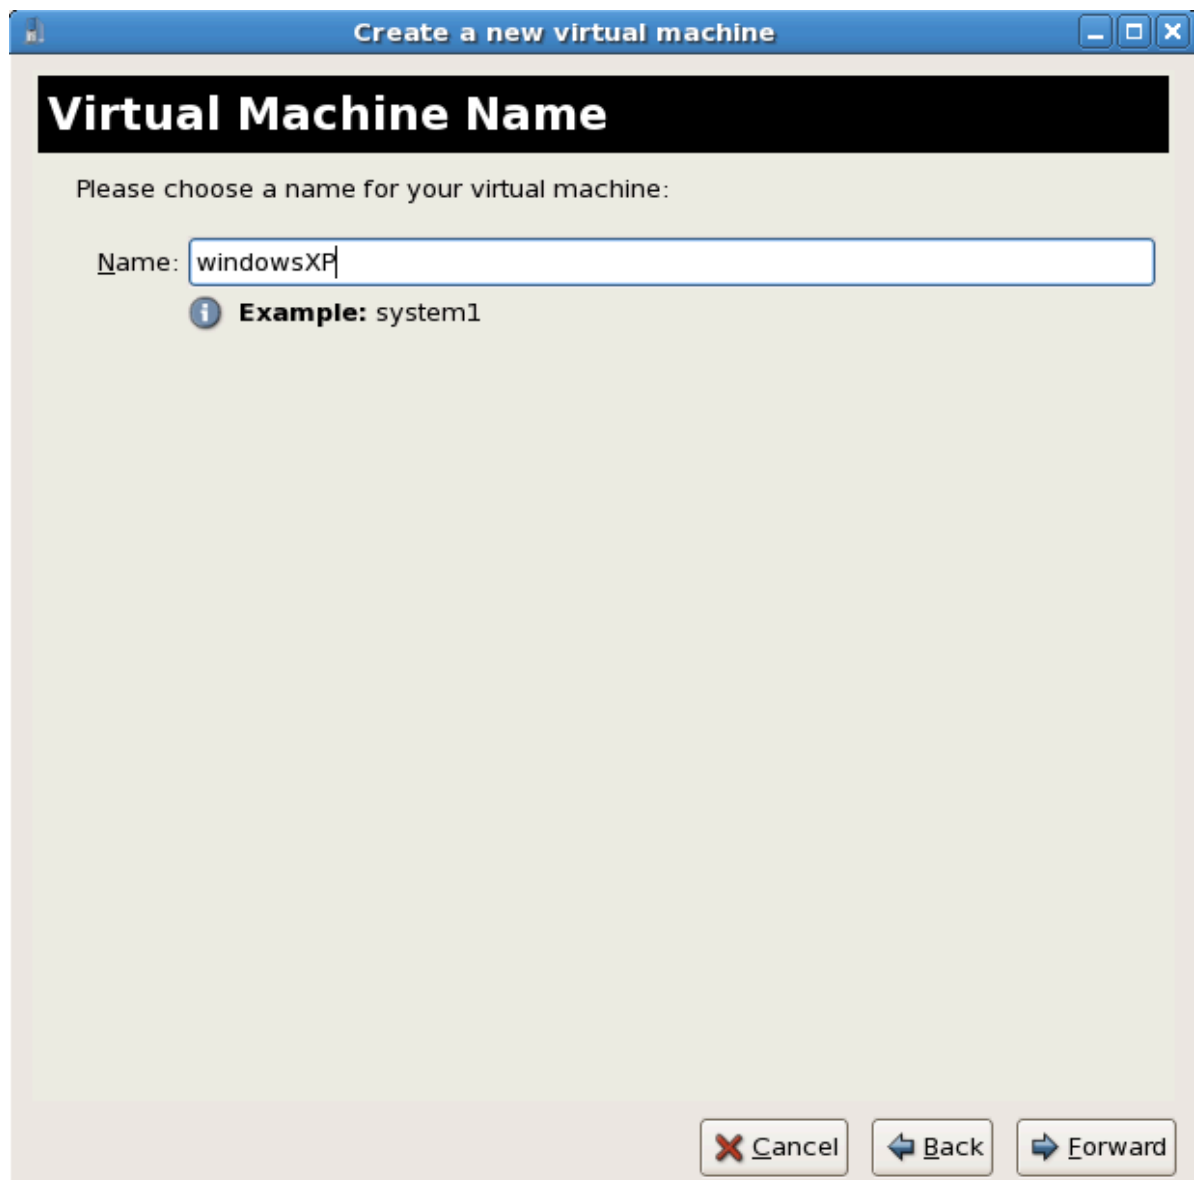 Create a new virtual machine
Virtual Machine Name
Please choose a name for your virtual machine:
Name: windowsXP
Example: system1
Cancel Back Forward